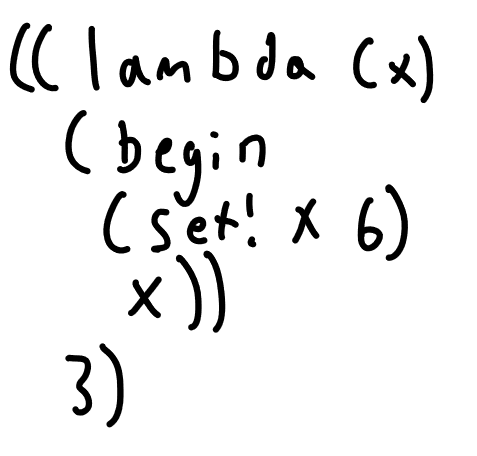 ((lambda (x)
(begin
(set! x 6)
x))
3)